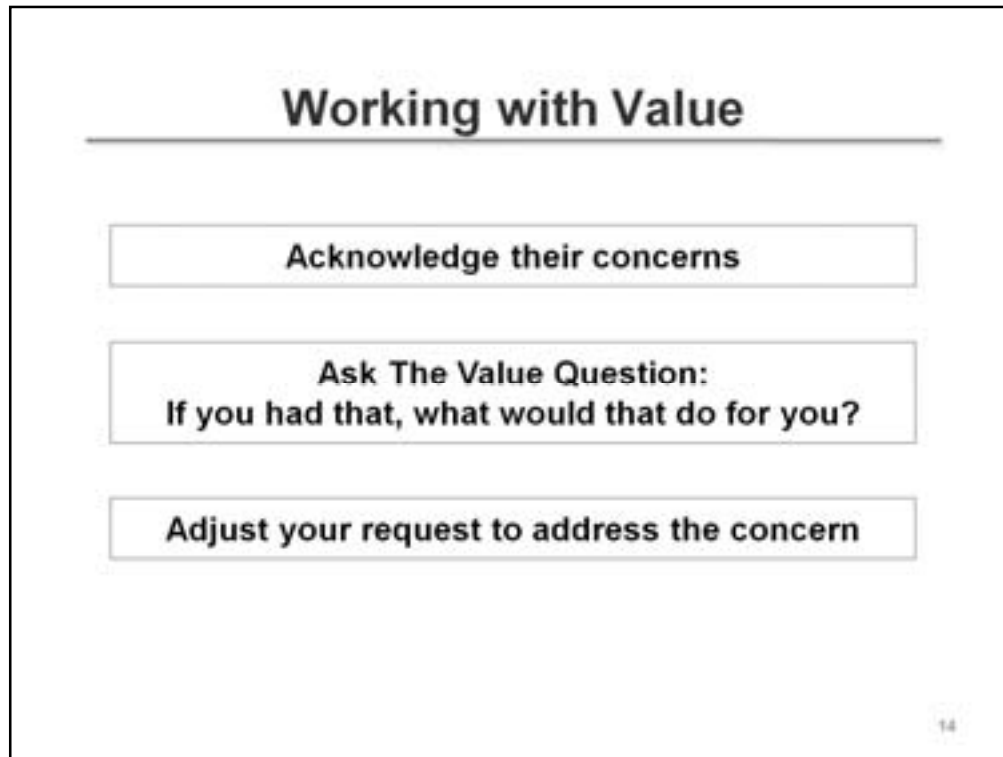 Working with Value
Acknowledge their concerns
Ask The Value Question:
If you had that, what would that do for you?
Adjust your request to address the concern
14